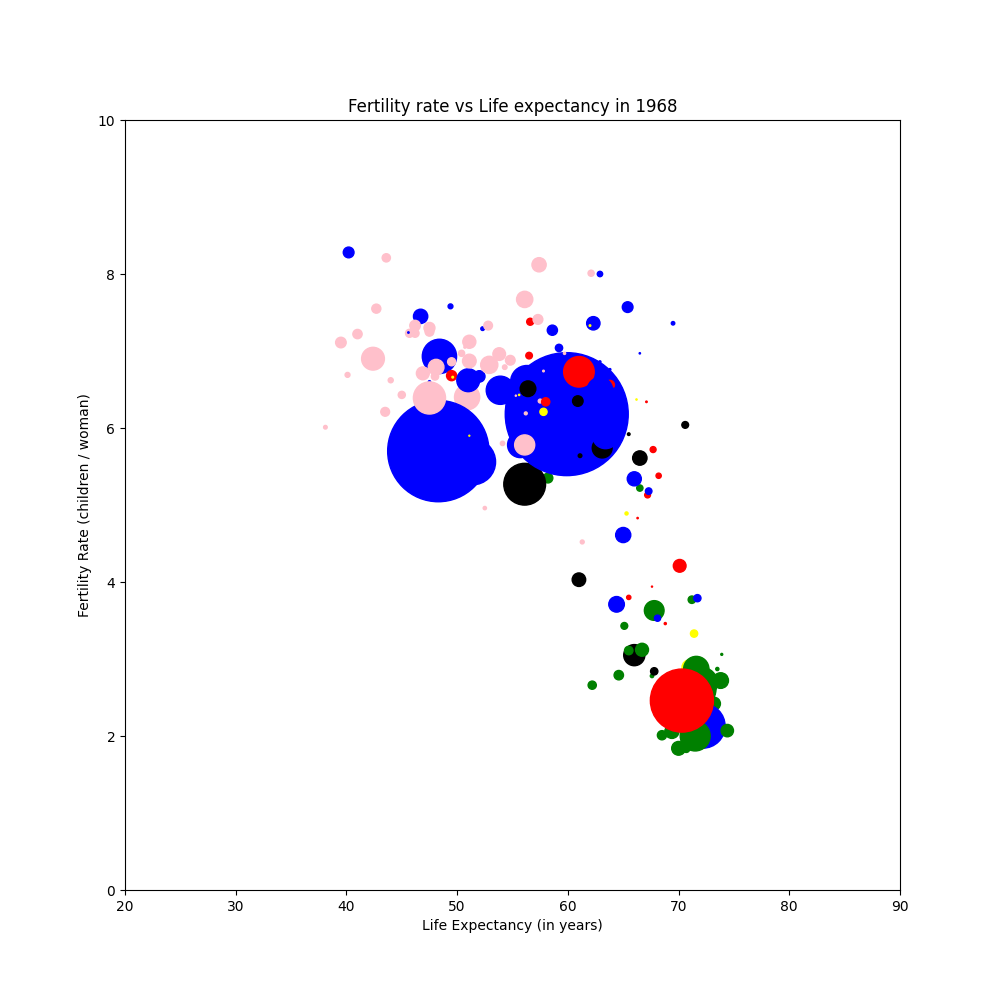 Fertility rate vs Life expectancy in 1968
10
8
6
4
2
0
Fertility Rate (children / woman)
20 30 40 50 60 70 80 90
Life Expectancy (in years)